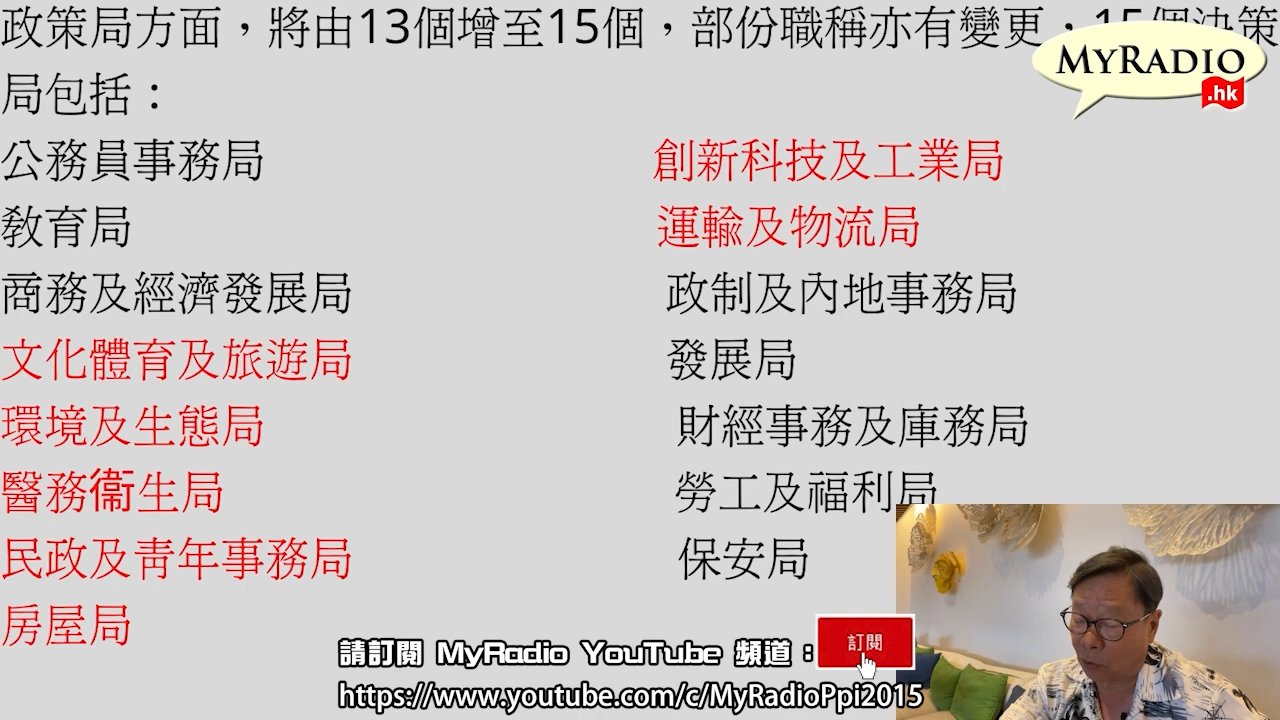 政策局方面，將由13個增至15個，部份職稱亦有變更，15個決策
局包括：
公務員事務局
教育局
商務及經濟發展局
文化體育及旅遊局
環境及生態局
醫務衞生局
民政及青年事務局
房屋局
創新科技及工業局
運輸及物流局
政制及內地事務局
發展局
財經事務及庫務局
勞工及福利局
保安局
MYRADIO
.hk
請訂閱 MyRadio YouTube 頻道：
訂閱
https://www.youtube.com/c/MyRadioPpi2015